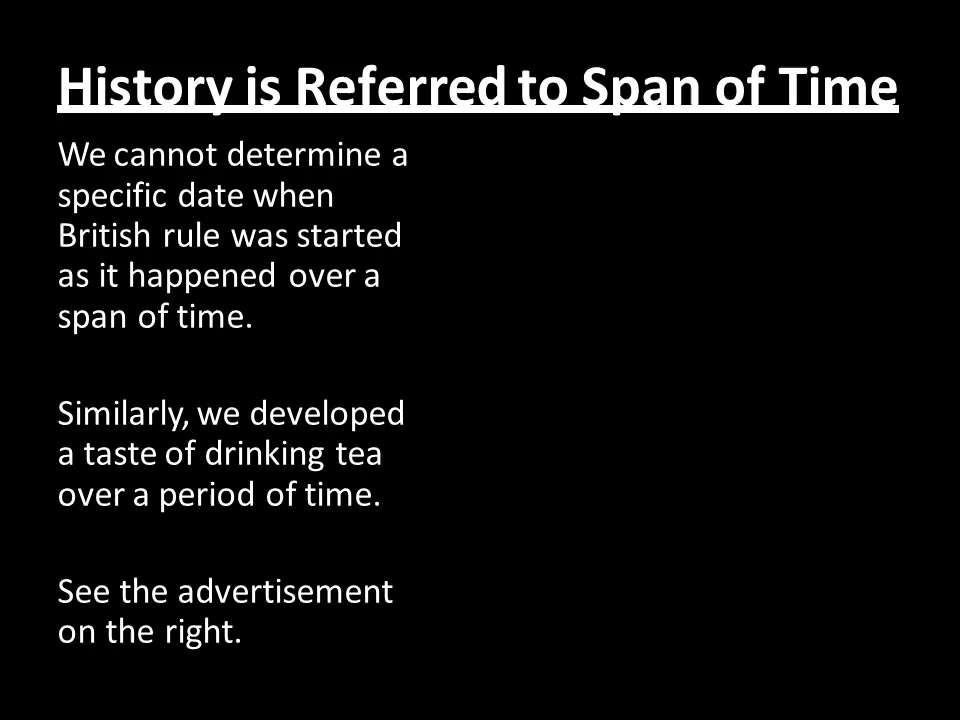 History is Referred to Span of Time
We cannot determine a
specific date when
British rule was started
as it happened over a
span of time.
Similarly, we developed
a taste of drinking tea
over a period of time.
See the advertisement
on the right.